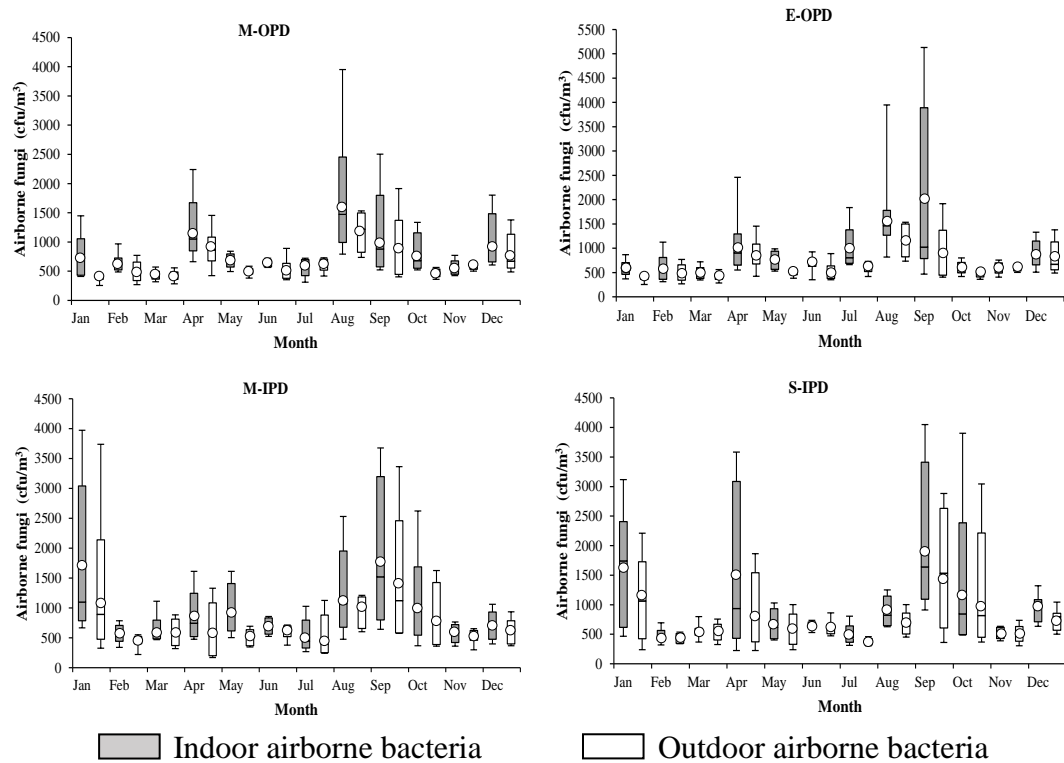 M-OPD
Airborne fungi (cfu/m³)
4500
4000
3500
3000
2500
2000
1500
1000
500
0
Jan Feb Mar Apr May Jun Jul Aug Sep Oct Nov Dec
Month
E-OPD
Airborne fungi (cfu/m³)
5500
5000
4500
4000
3500
3000
2500
2000
1500
1000
500
0
Jan Feb Mar Apr May Jun Jul Aug Sep Oct Nov Dec
Month
M-IPD
Airborne fungi (cfu/m³)
4500
4000
3500
3000
2500
2000
1500
1000
500
0
Jan Feb Mar Apr May Jun Jul Aug Sep Oct Nov Dec
Month
S-IPD
Airborne fungi (cfu/m³)
4500
4000
3500
3000
2500
2000
1500
1000
500
0
Jan Feb Mar Apr May Jun Jul Aug Sep Oct Nov Dec
Month
Indoor airborne bacteria
Outdoor airborne bacteria